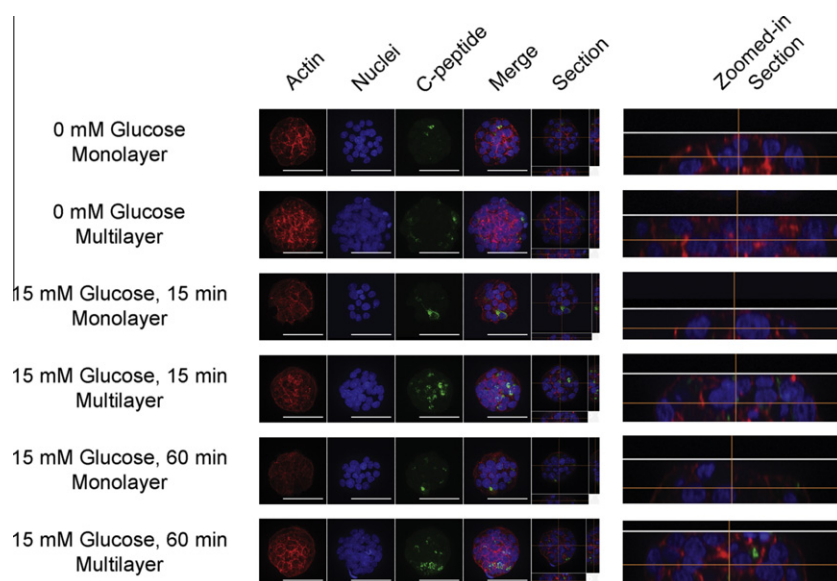 Actin
Nuclei
C-peptide
Merge
Section
Zoomed-in
Section
0 mM Glucose
Monolayer
0 mM Glucose
Multilayer
15 mM Glucose, 15 min
Monolayer
15 mM Glucose, 15 min
Multilayer
15 mM Glucose, 60 min
Monolayer
15 mM Glucose, 60 min
Multilayer